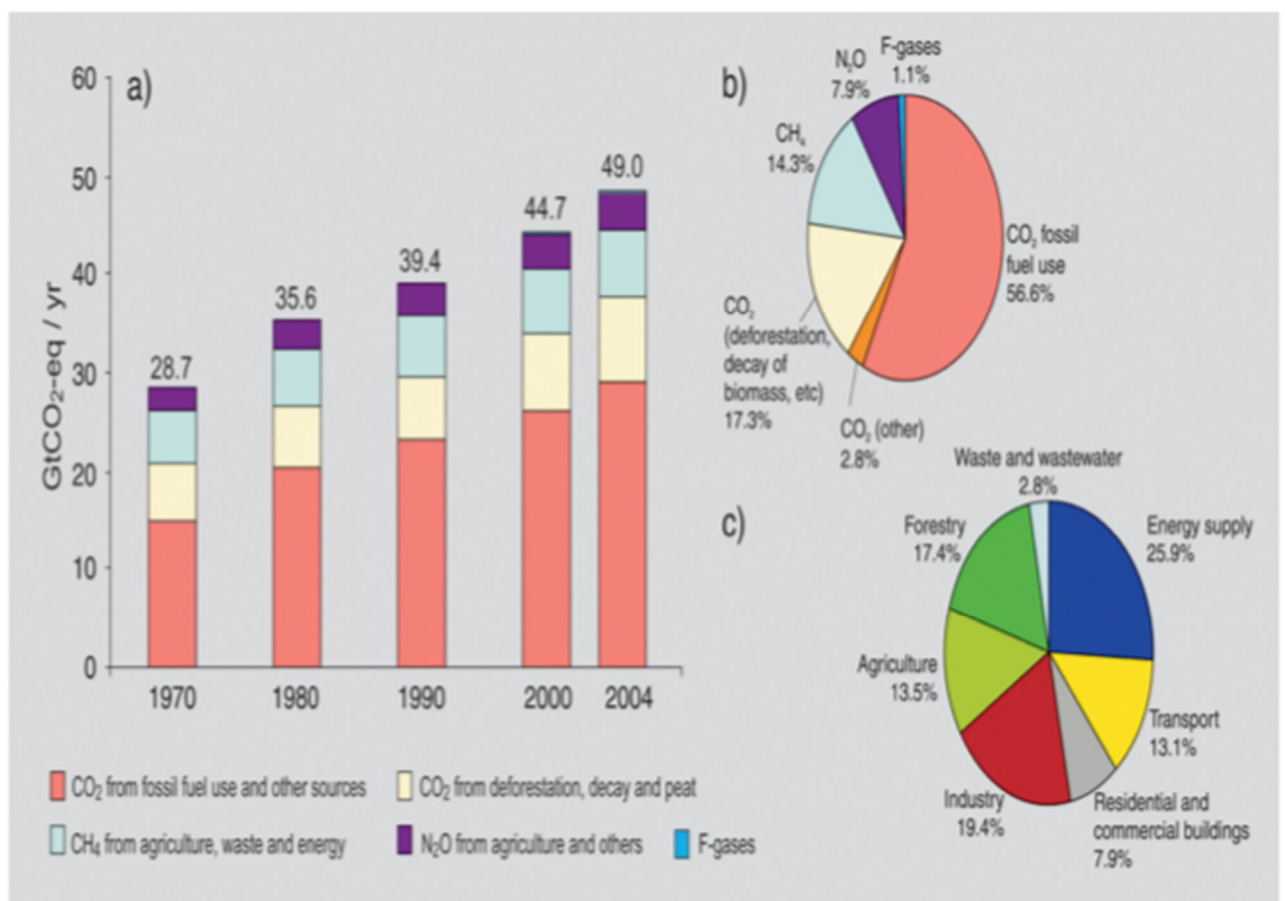 a)
60
50
40
30
20
10
0
GtCO₂-eq / yr
28.7
35.6
39.4
44.7
49.0
1970
1980
1990
2000
2004
CO₂ from fossil fuel use and other sources
CO₂ from deforestation, decay and peat
CH₄ from agriculture, waste and energy
N₂O from agriculture and others
F-gases
b)
F-gases
1.1%
N₂O
7.9%
CH₄
14.3%
CO₂ fossil
fuel use
56.6%
CO₂
(deforestation,
decay of
biomass, etc)
17.3%
CO₂ (other)
2.8%
c)
Waste and wastewater
2.8%
Forestry
17.4%
Energy supply
25.9%
Agriculture
13.5%
Transport
13.1%
Industry
19.4%
Residential and
commercial buildings
7.9%